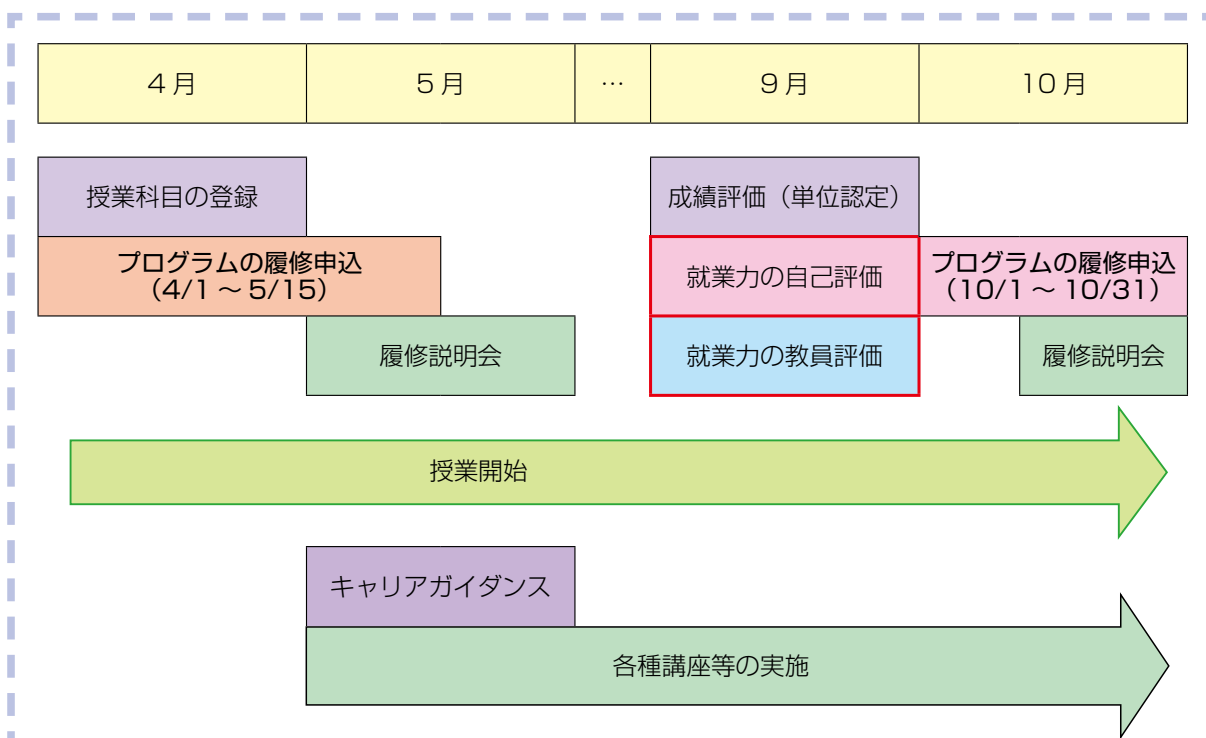 4月
5月
…
9月
10月
授業科目の登録
成績評価（単位認定）
プログラムの履修申込
（4/1 ～ 5/15）
就業力の自己評価
プログラムの履修申込
（10/1 ～ 10/31）
履修説明会
就業力の教員評価
履修説明会
授業開始
キャリアガイダンス
各種講座等の実施